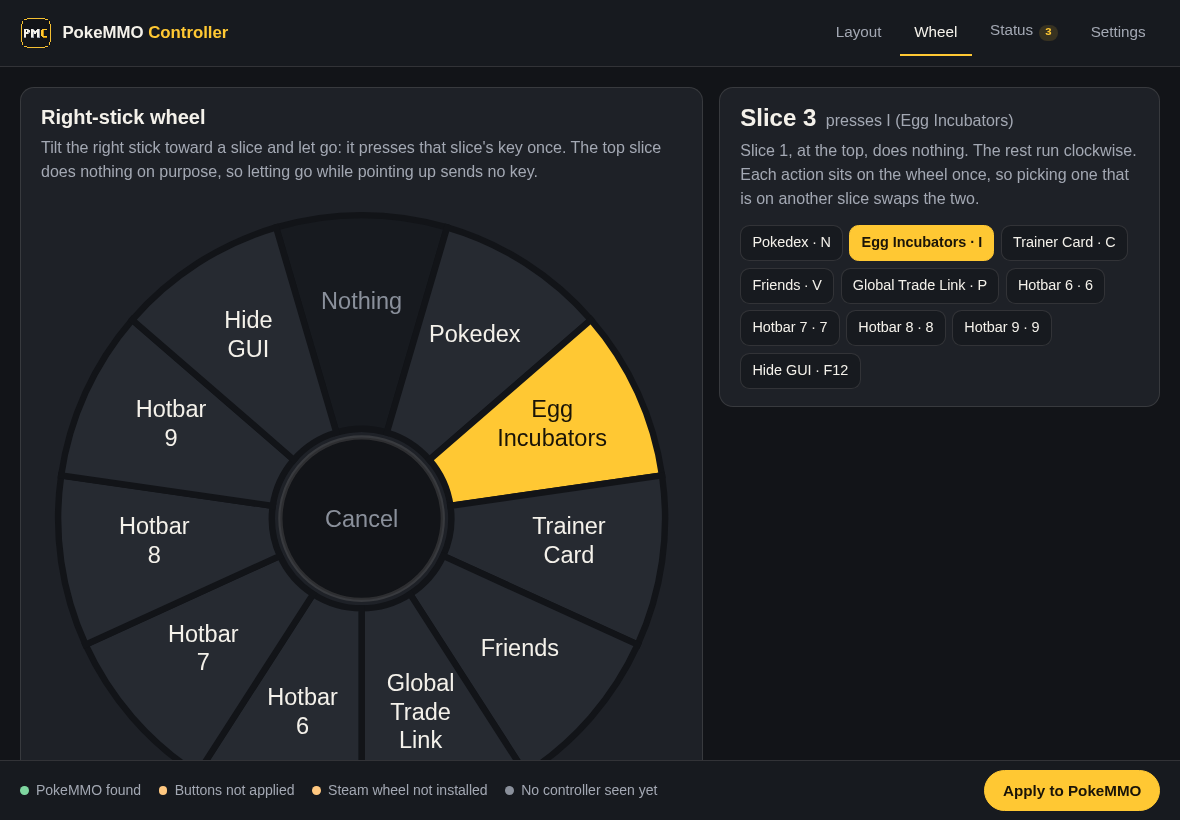 PMC PokeMMO Controller
Layout
Wheel
Status 3
Settings
Right-stick wheel
Tilt the right stick toward a slice and let go: it presses that slice's key once. The top slice
does nothing on purpose, so letting go while pointing up sends no key.
Nothing
Pokedex
Egg
Incubators
Trainer
Card
Friends
Global
Trade
Link
Hotbar
6
Hotbar
7
Hotbar
8
Hotbar
9
Hide
GUI
Cancel
Slice 3 presses I (Egg Incubators)
Slice 1, at the top, does nothing. The rest run clockwise.
Each action sits on the wheel once, so picking one that
is on another slice swaps the two.
Pokedex · N
Egg Incubators · I
Trainer Card · C
Friends · V
Global Trade Link · P
Hotbar 6 · 6
Hotbar 7 · 7
Hotbar 8 · 8
Hotbar 9 · 9
Hide GUI · F12
PokeMMO found
Buttons not applied
Steam wheel not installed
No controller seen yet
Apply to PokeMMO